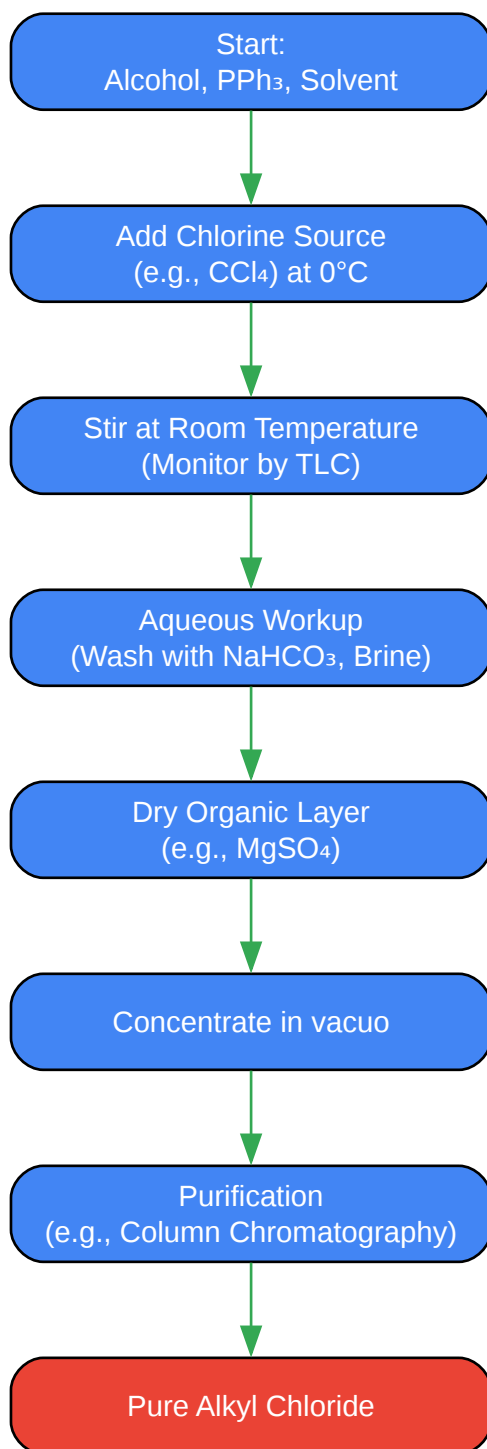 Start:
Alcohol, PPh₃, Solvent
Add Chlorine Source
(e.g., CCl₄) at 0°C
Stir at Room Temperature
(Monitor by TLC)
Aqueous Workup
(Wash with NaHCO₃, Brine)
Dry Organic Layer
(e.g., MgSO₄)
Concentrate in vacuo
Purification
(e.g., Column Chromatography)
Pure Alkyl Chloride